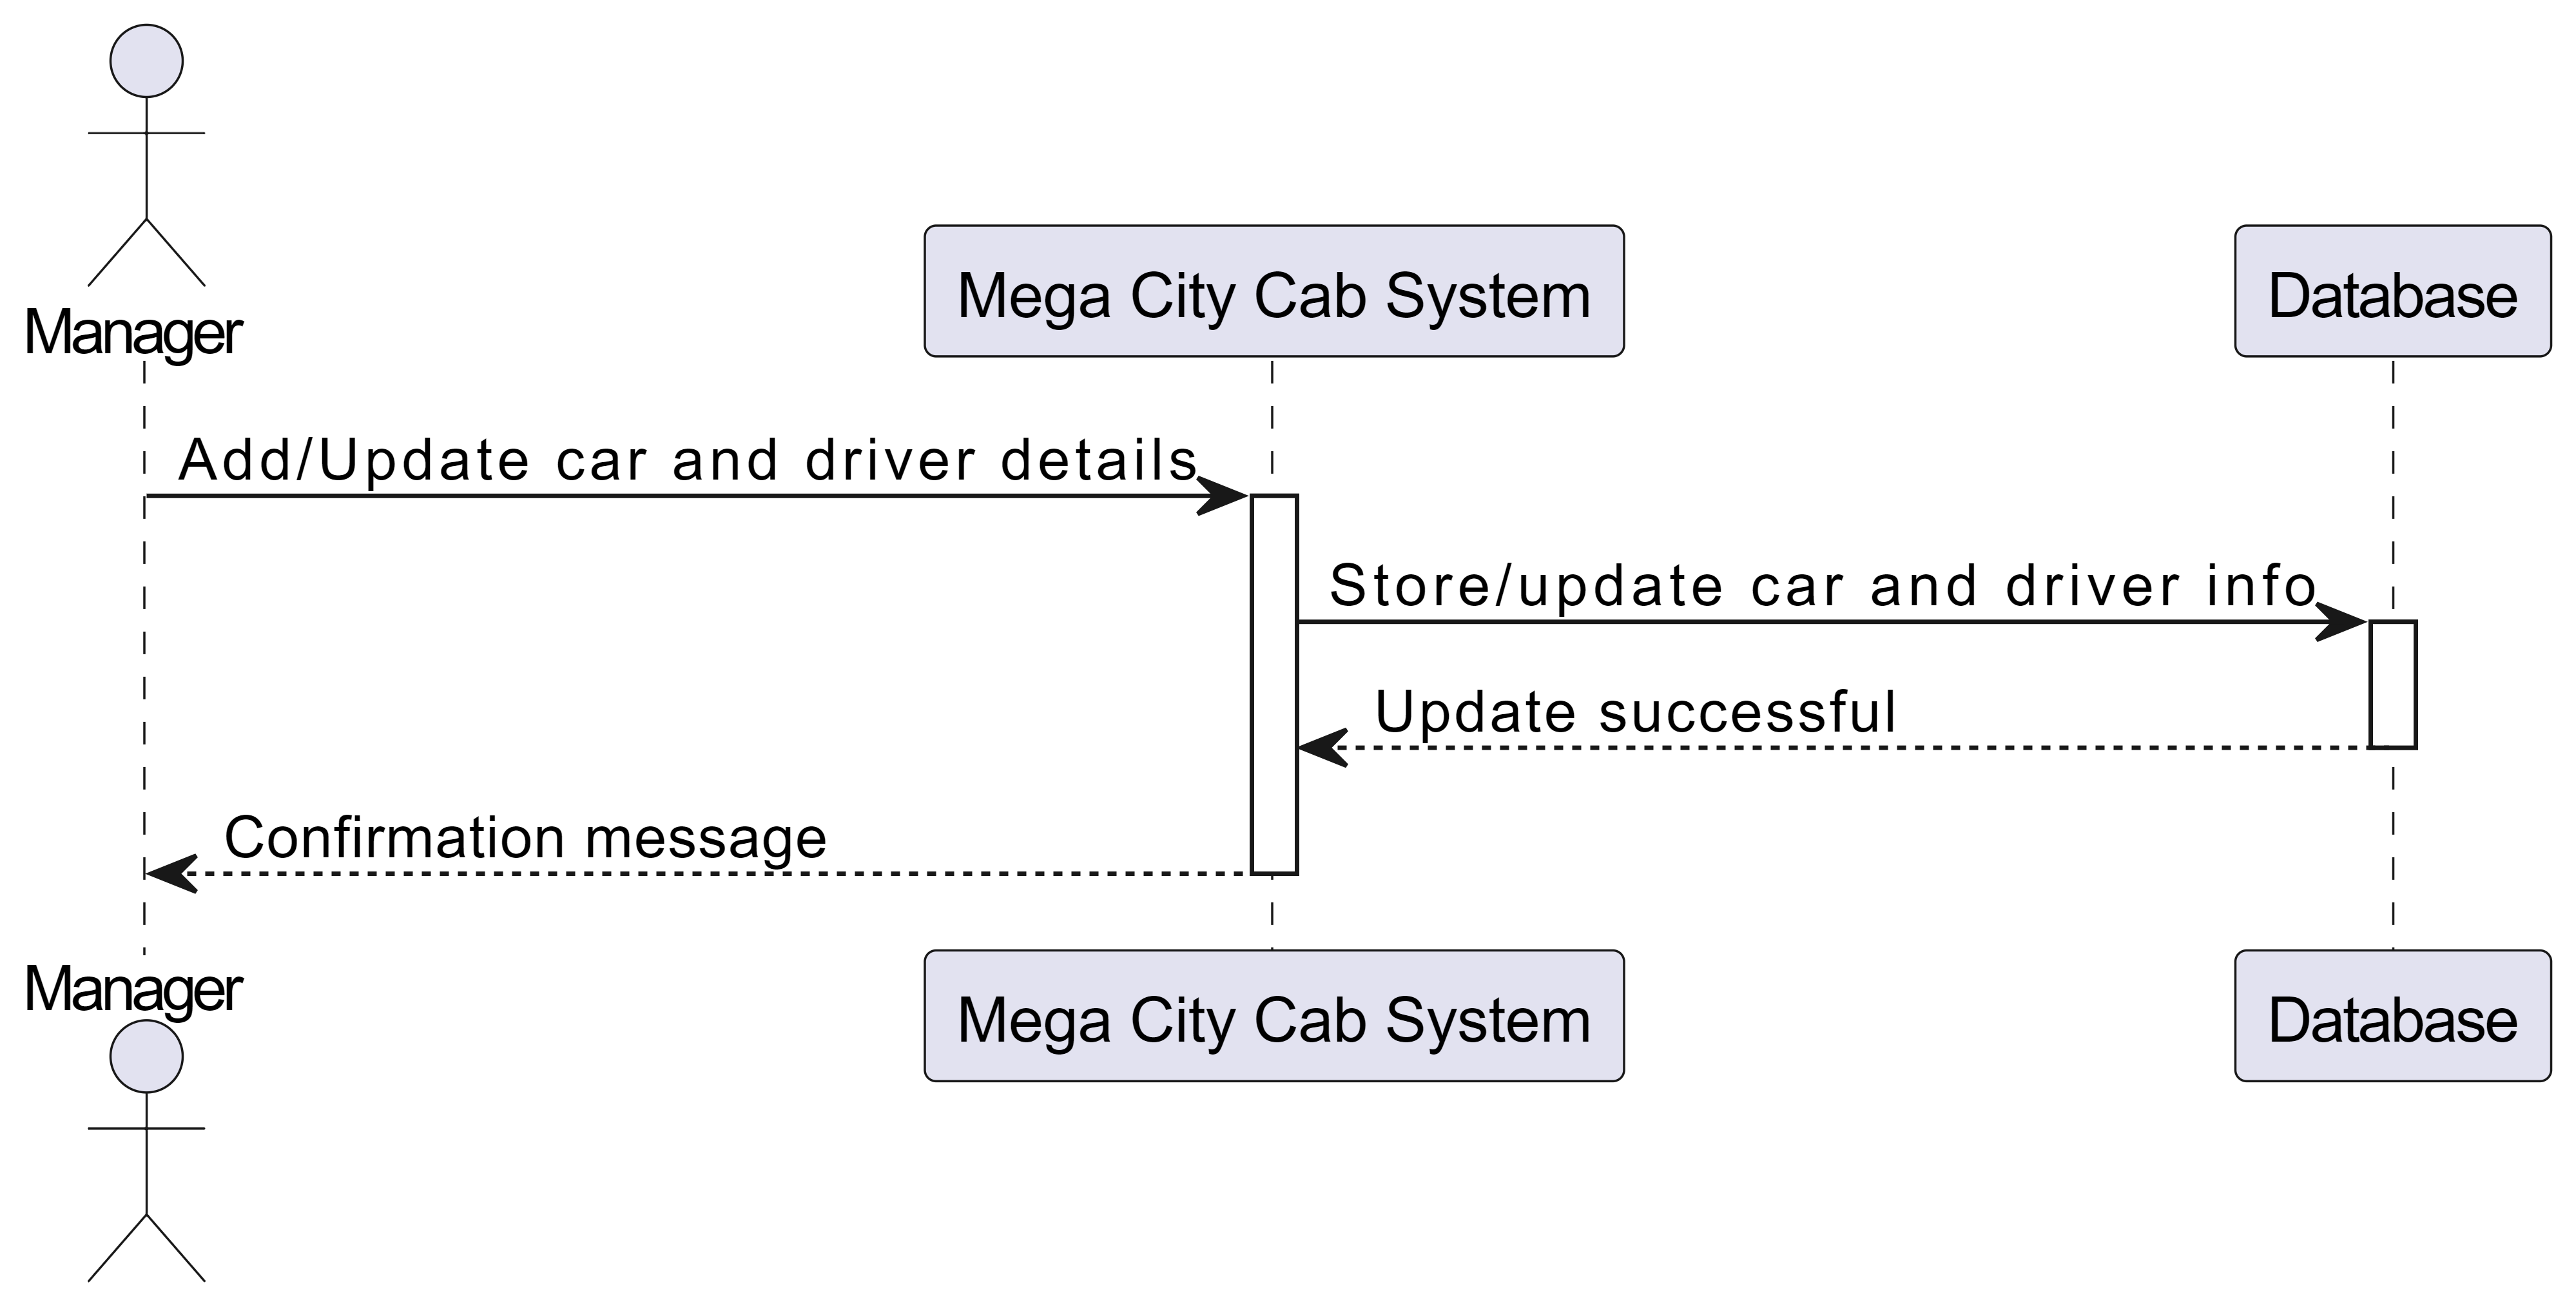 Manager
Mega City Cab System
Database
Add/Update car and driver details
Store/update car and driver info
Update successful
Confirmation message
Manager
Mega City Cab System
Database